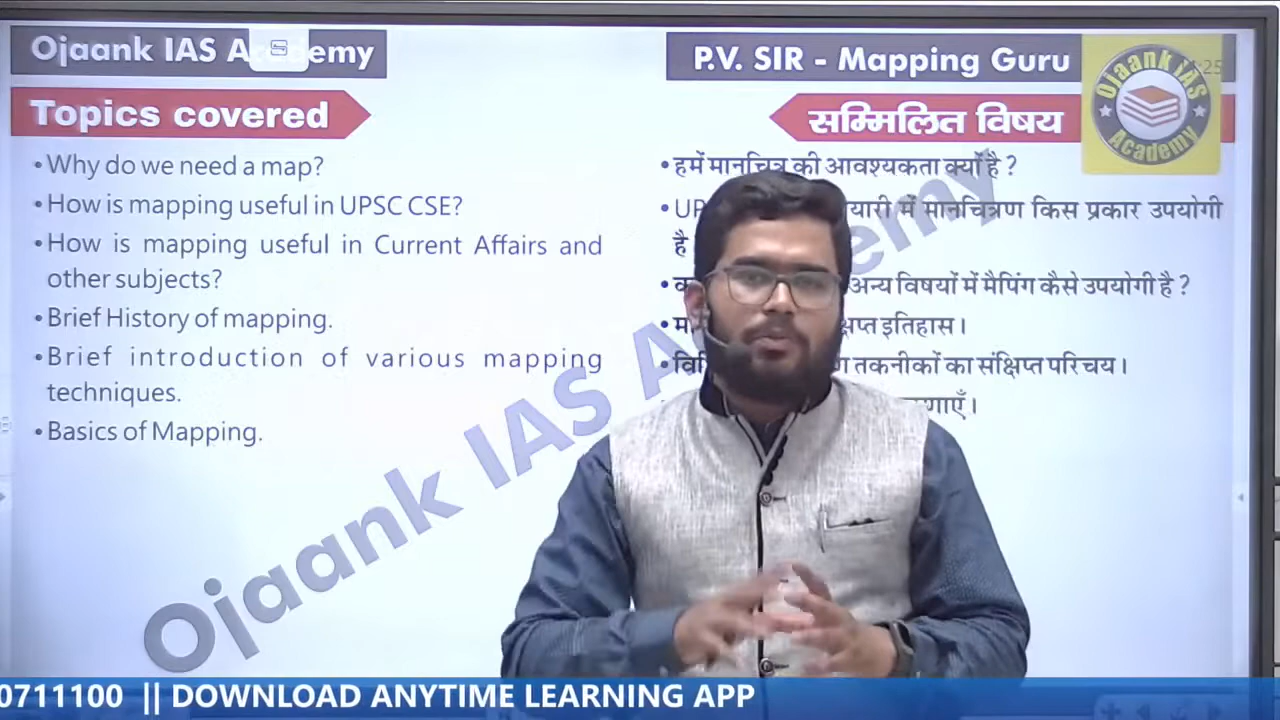 Ojaank IAS Academy
P.V. SIR - Mapping Guru
Ojaank IAS
Academy
Topics covered
सम्मिलित विषय
• Why do we need a map?
• How is mapping useful in UPSC CSE?
• How is mapping useful in Current Affairs and
other subjects?
• Brief History of mapping.
• Brief introduction of various mapping
techniques.
• Basics of Mapping.
• हमें मानचित्र की आवश्यकता क्यों है ?
में मानचित्रण किस प्रकार उपयोगी
है
अन्य विषयों में मैपिंग कैसे उपयोगी है ?
इतिहास।
तकनीकों का संक्षिप्त परिचय।
Ojaank IAS Academy
0711100 || DOWNLOAD ANYTIME LEARNING APP